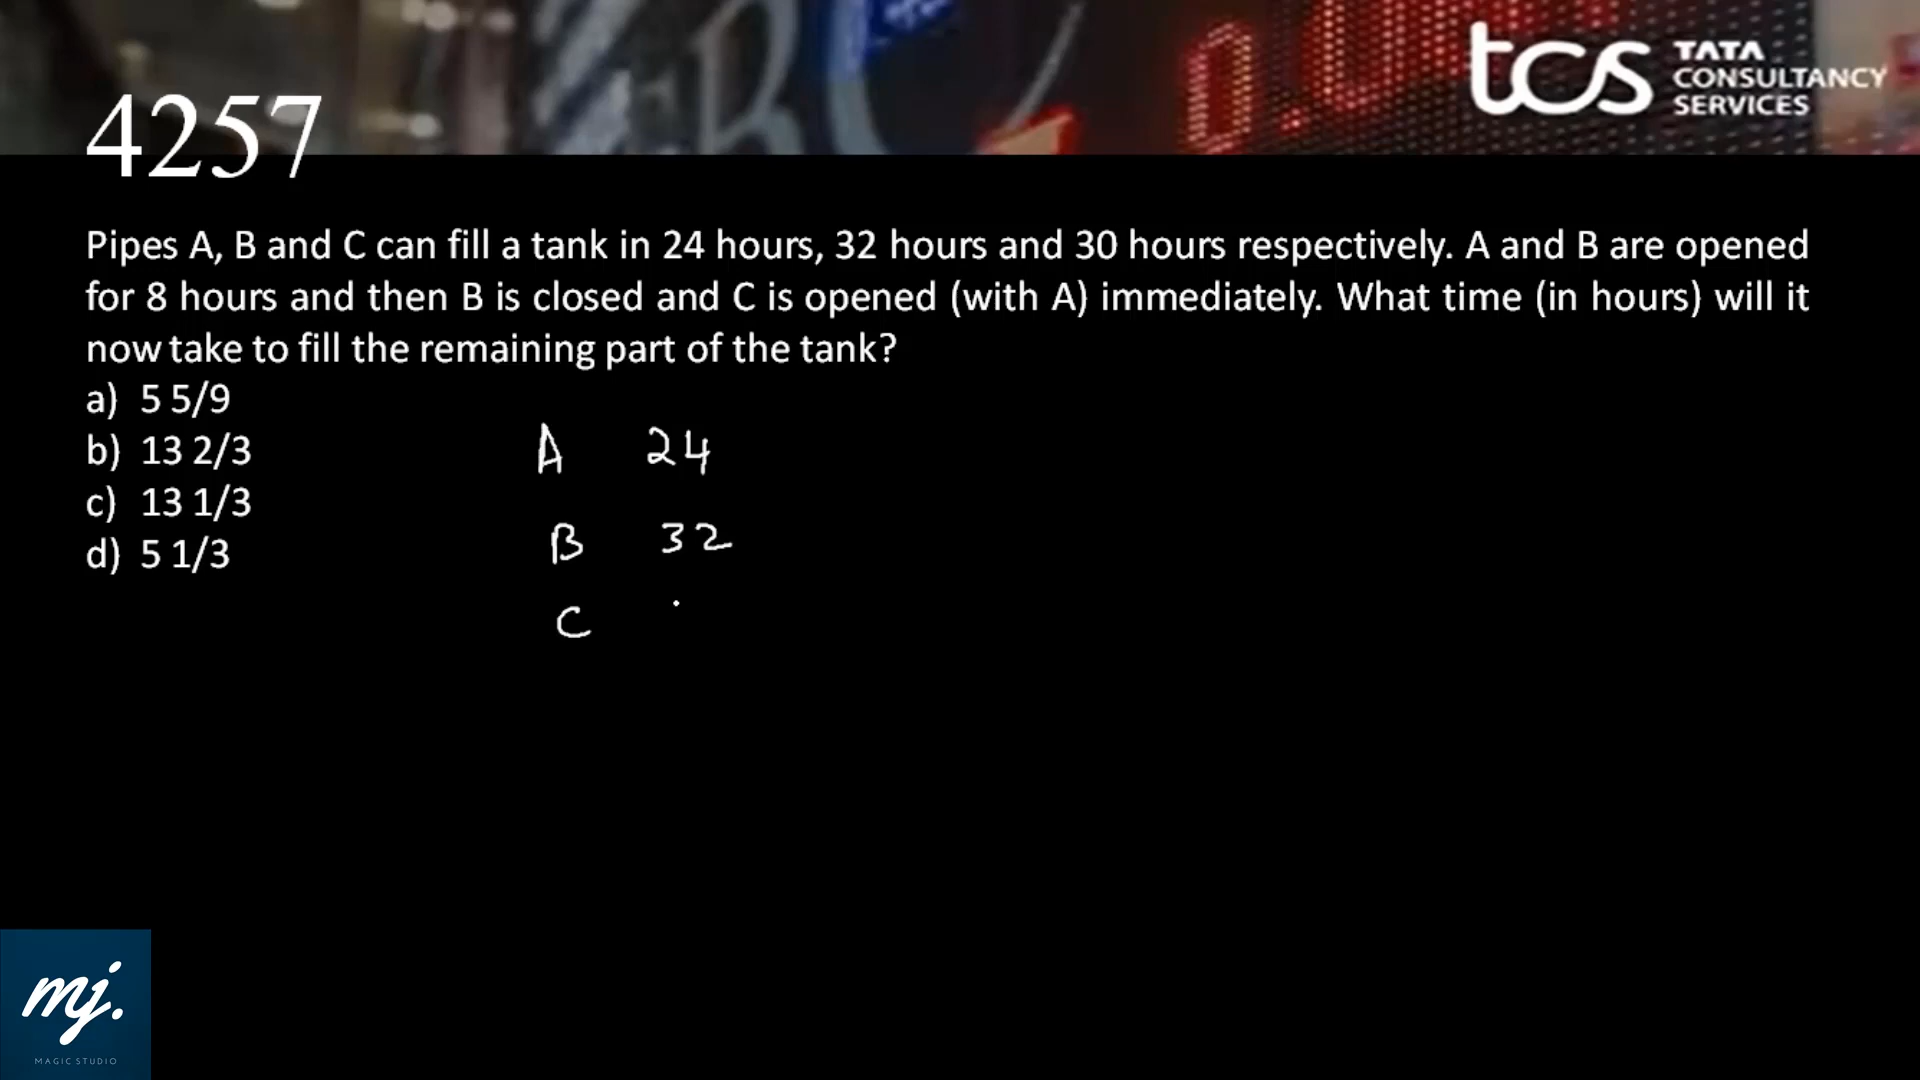 tcs TATA
CONSULTANCY
SERVICES
4257
Pipes A, B and C can fill a tank in 24 hours, 32 hours and 30 hours respectively. A and B are opened
for 8 hours and then B is closed and C is opened (with A) immediately. What time (in hours) will it
now take to fill the remaining part of the tank?
a) 5 5/9
b) 13 2/3
c) 13 1/3
d) 5 1/3
A 24
B 32
C
mj.
MAGIC STUDIO